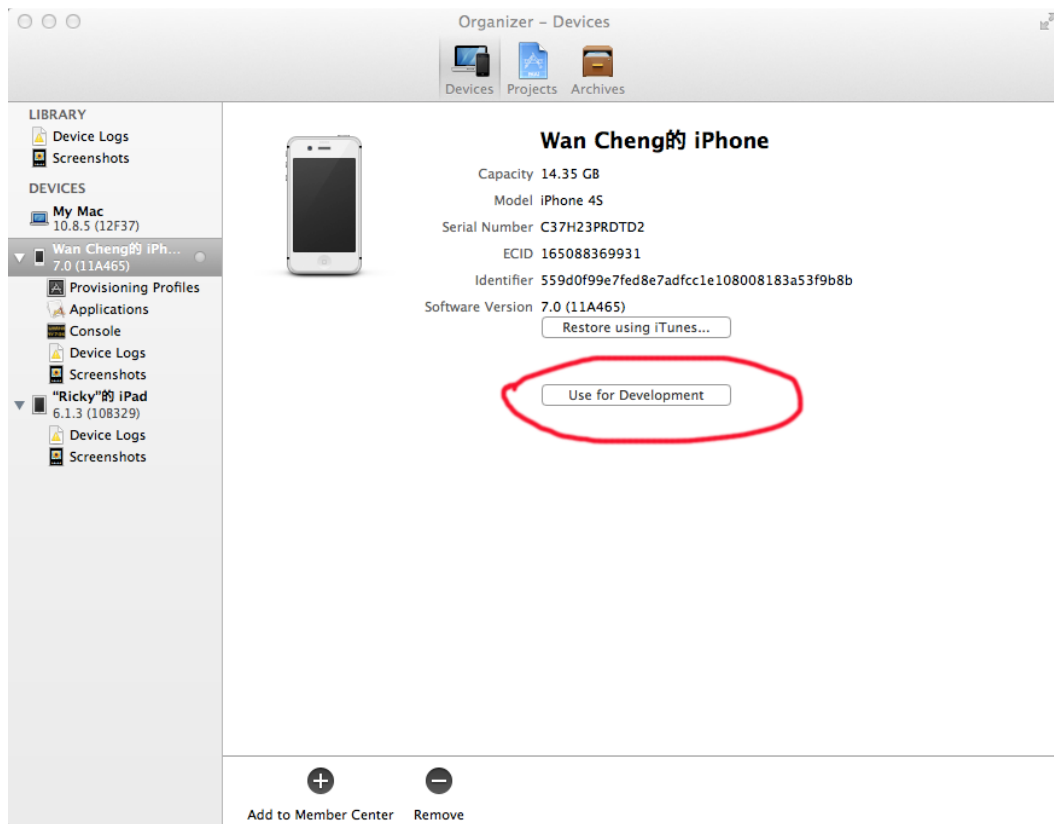 Organizer – Devices
Devices Projects Archives
LIBRARY
Device Logs
Screenshots
DEVICES
My Mac
10.8.5 (12F37)
Wan Cheng的 iPh...
7.0 (11A465)
Provisioning Profiles
Applications
Console
Device Logs
Screenshots
"Ricky"的 iPad
6.1.3 (10B329)
Device Logs
Screenshots
Wan Cheng的 iPhone
Capacity 14.35 GB
Model iPhone 4S
Serial Number C37H23PRDTD2
ECID 165088369931
Identifier 559d0f99e7fed8e7adfcc1e108008183a53f9b8b
Software Version 7.0 (11A465)
Restore using iTunes...
Use for Development
Add to Member Center Remove